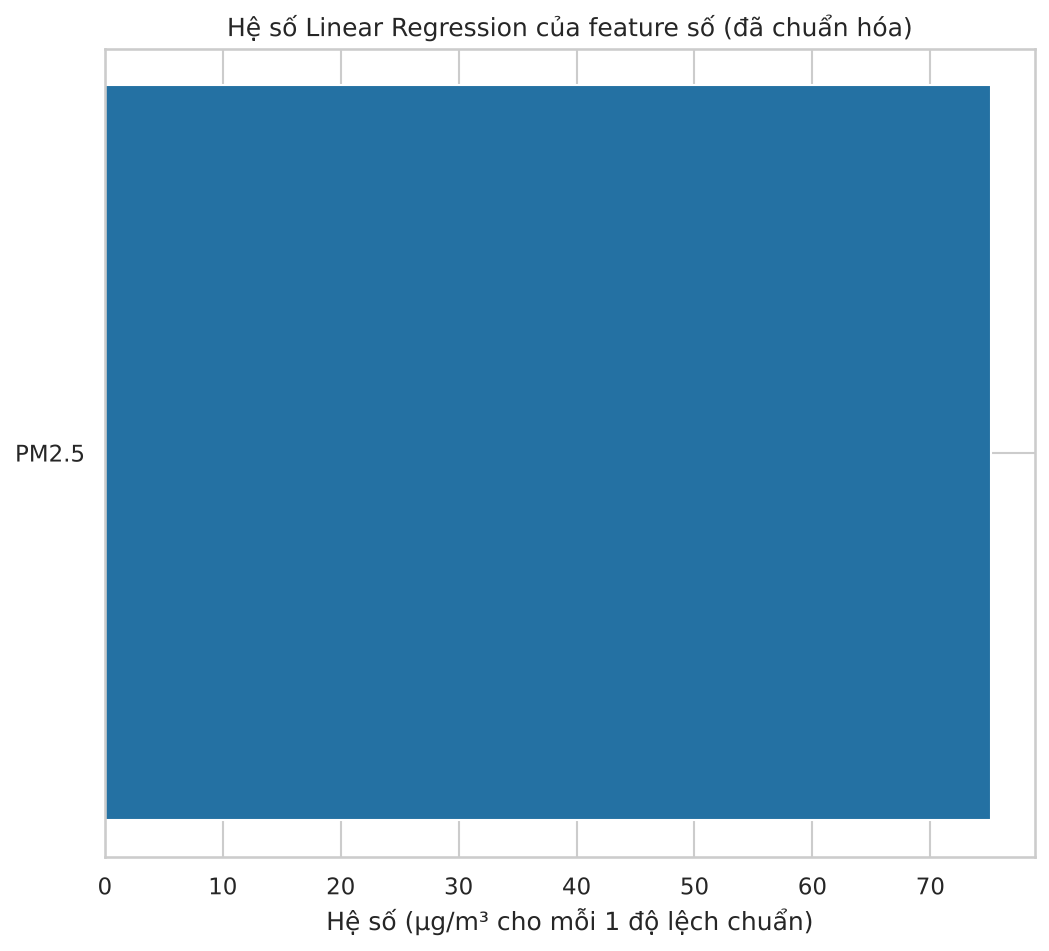 Hệ số Linear Regression của feature số (đã chuẩn hóa)
PM2.5
0 10 20 30 40 50 60 70
Hệ số (µg/m³ cho mỗi 1 độ lệch chuẩn)